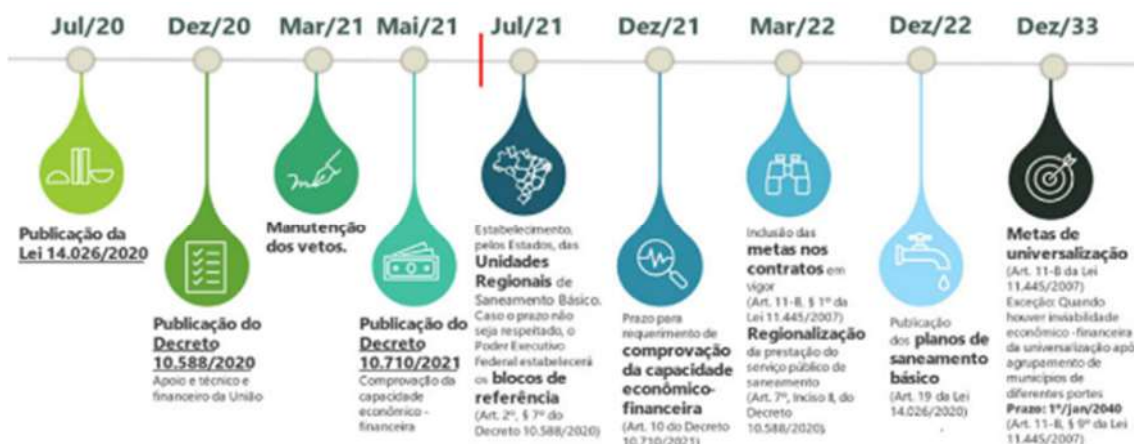 Jul/20
Dez/20
Mar/21
Mai/21
Jul/21
Dez/21
Mar/22
Dez/22
Dez/33
Publicação da
Lei 14.026/2020
Publicação do
Decreto
10.588/2020
Apoio e técnico e
financeiro da União
Manutenção
dos vetos.
Publicação do
Decreto
10.710/2021
Comprovação da
capacidade
econômico -
financeira
Estabelecimento,
pelos Estados, das
Unidades
Regionais de
Saneamento Básico.
Caso o prazo não
seja respeitado, o
Poder Executivo
Federal estabelecerá
os blocos de
referência
(Art. 2º, § 7º do
Decreto 10.588/2020)
Prazo para
requerimento de
comprovação
da capacidade
econômico-
financeira
(Art. 10 do Decreto
10.710/2021)
Inclusão das
metas nos
contratos em
vigor
(Art. 11-B, § 1º da
Lei 11.445/2007)
Regionalização
da prestação do
serviço público de
saneamento
(Art. 7º, Inciso II, do
Decreto
10.588/2020)
Publicação
dos planos de
saneamento
básico
(Art. 19 da Lei
14.026/2020)
Metas de
universalização
(Art. 11-B da Lei
11.445/2007)
Exceção: Quando
houver inviabilidade
econômico -financeira
da universalização após
agrupamento de
municípios de
diferentes portes
Prazo: 1º/jan/2040
(Art. 11-B, § 9º da Lei
11.445/2007)